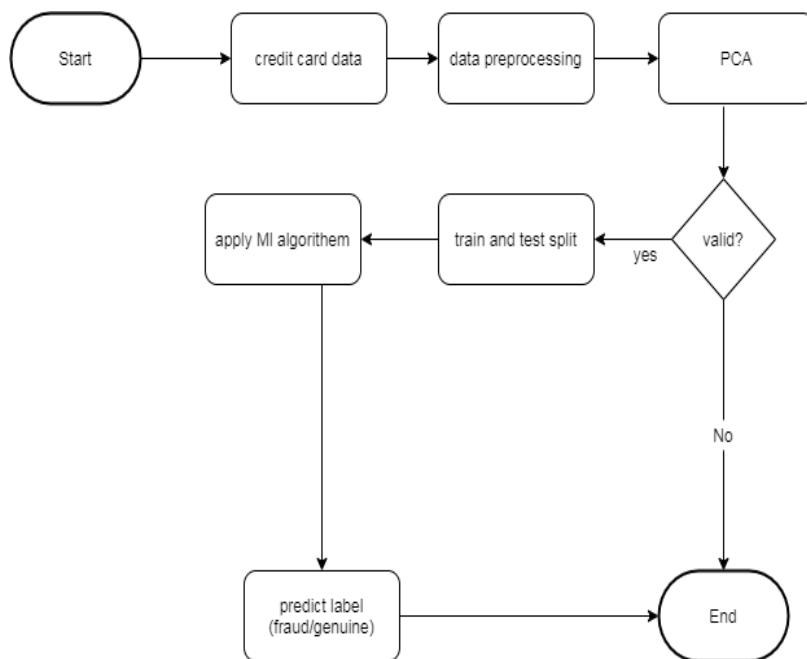 Start
credit card data
data preprocessing
PCA
valid?
yes
train and test split
apply MI algorithem
No
predict label
(fraud/genuine)
End